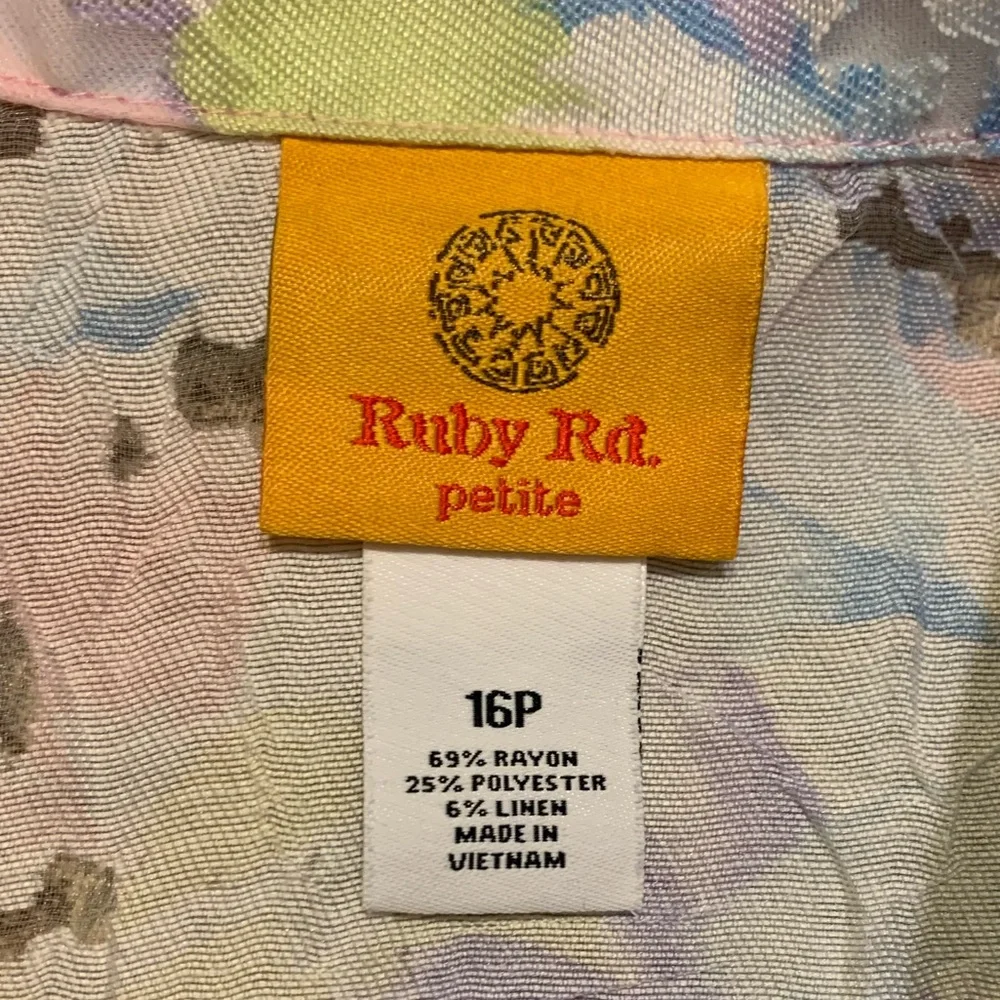 Ruby Rd.
petite
16P
69% RAYON
25% POLYESTER
6% LINEN
MADE IN
VIETNAM